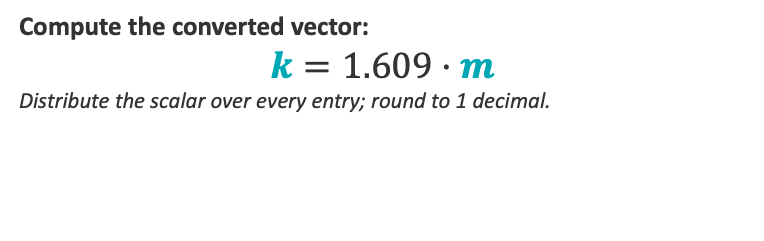 Compute the converted vector:
k = 1.609 · m
Distribute the scalar over every entry; round to 1 decimal.